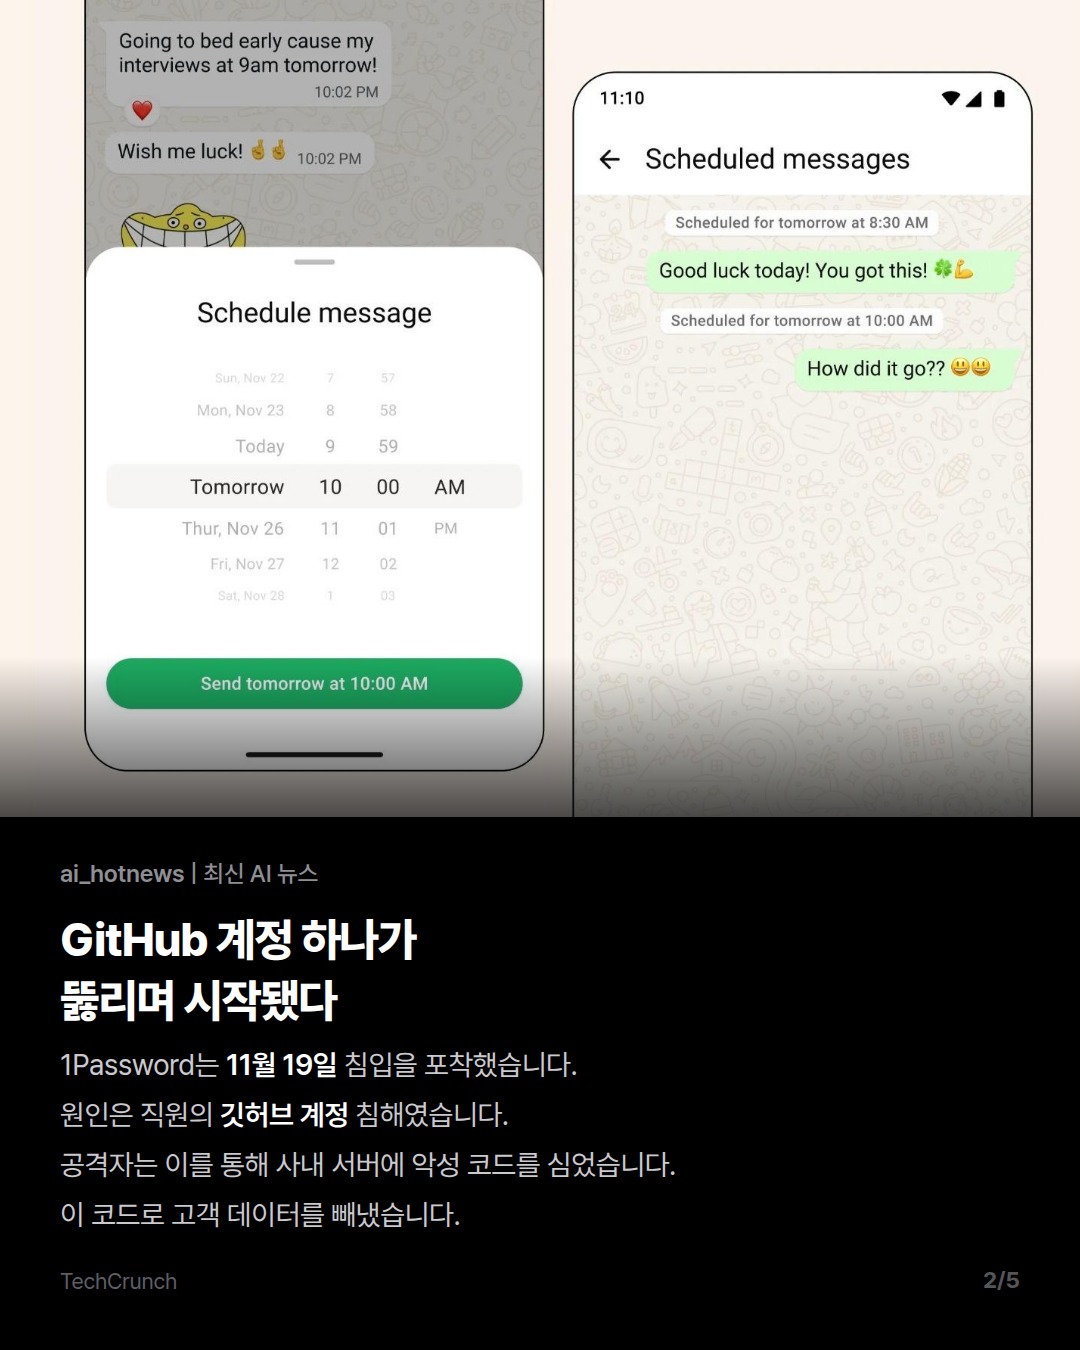 Going to bed early cause my
interviews at 9am tomorrow!
10:02 PM
Wish me luck! 🤞🤞 10:02 PM
Schedule message
Sun, Nov 22 7 57
Mon, Nov 23 8 58
Today 9 59
Tomorrow 10 00 AM
Thur, Nov 26 11 01 PM
Fri, Nov 27 12 02
Sat, Nov 28 1 03
Send tomorrow at 10:00 AM
11:10
Scheduled messages
Scheduled for tomorrow at 8:30 AM
Good luck today! You got this! 🍀💪
Scheduled for tomorrow at 10:00 AM
How did it go?? 😃😃
ai_hotnews | 최신 AI 뉴스
GitHub 계정 하나가
뚫리며 시작됐다
1Password는 11월 19일 침입을 포착했습니다.
원인은 직원의 깃허브 계정 침해였습니다.
공격자는 이를 통해 사내 서버에 악성 코드를 심었습니다.
이 코드로 고객 데이터를 빼냈습니다.
TechCrunch
2/5